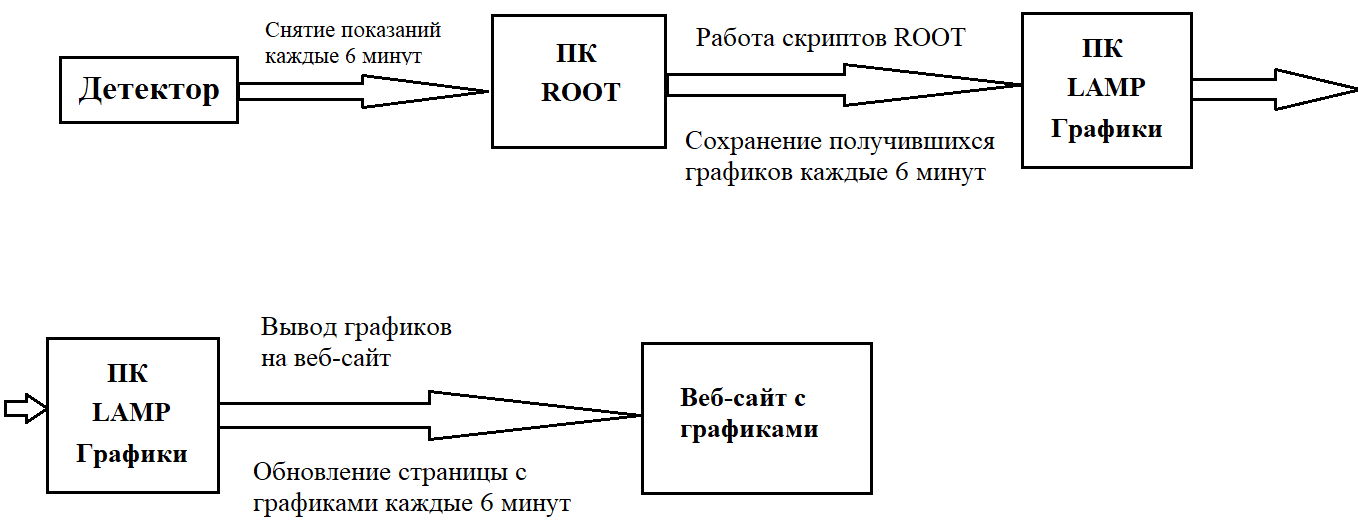 Снятие показаний
каждые 6 минут
Детектор
ПК
ROOT
Работа скриптов ROOT
Сохранение получившихся
графиков каждые 6 минут
ПК
LAMP
Графики
ПК
LAMP
Графики
Вывод графиков
на веб-сайт
Обновление страницы с
графиками каждые 6 минут
Веб-сайт с
графиками